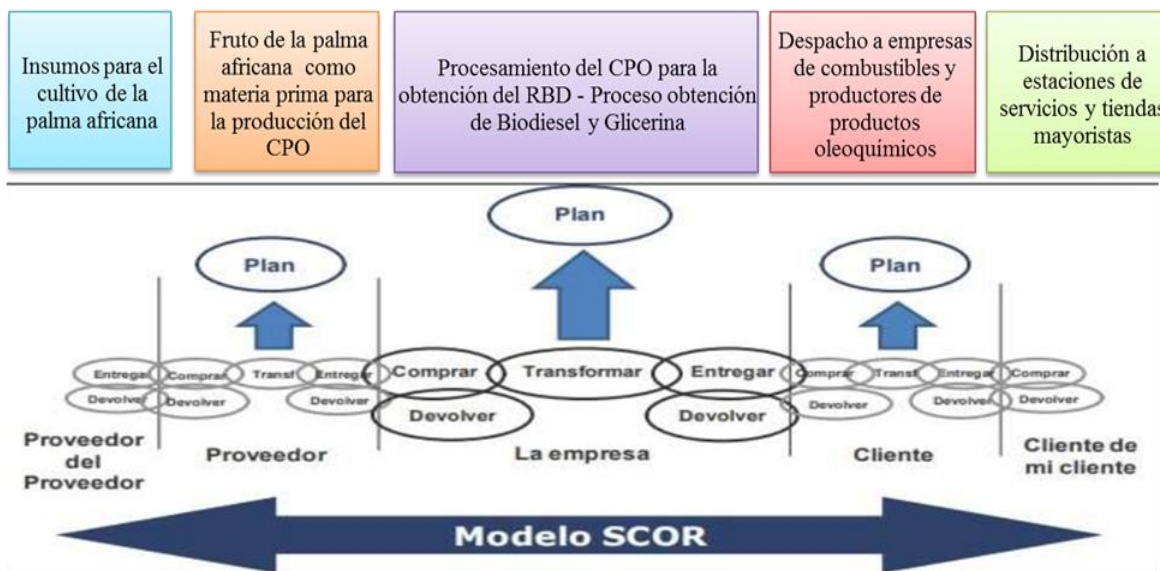 Insumos para el
cultivo de la
palma africana
Fruto de la palma
africana como
materia prima para
la producción del
CPO
Procesamiento del CPO para la
obtención del RBD - Proceso obtención
de Biodiesel y Glicerina
Despacho a empresas
de combustibles y
productores de
productos
oleoquímicos
Distribución a
estaciones de
servicios y tiendas
mayoristas
Plan
Plan
Plan
Entregar
Comprar
Transf
Entregar
Comprar
Transformar
Entregar
Comprar
Transf
Entregar
Comprar
Devolver
Devolver
Devolver
Devolver
Devolver
Devolver
Devolver
Devolver
Proveedor
del
Proveedor
Proveedor
La empresa
Cliente
Cliente de
mi cliente
Modelo SCOR